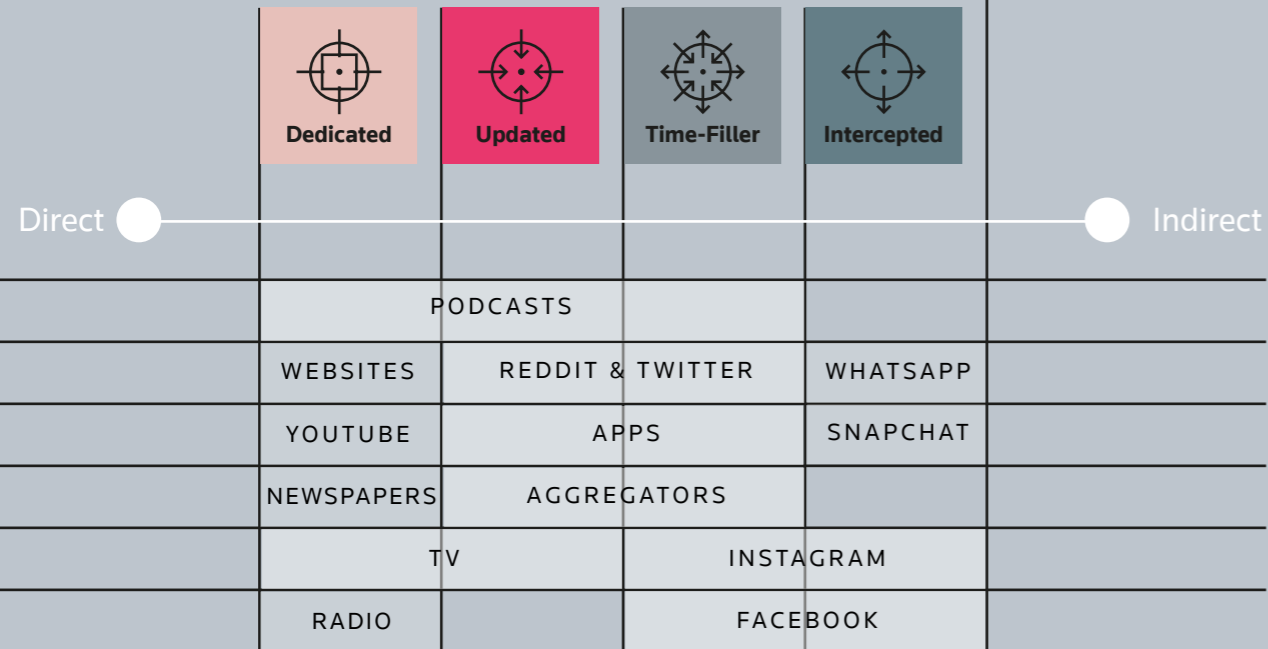 Dedicated Updated Time-Filler Intercepted
Direct Indirect
PODCASTS
WEBSITES REDDIT & TWITTER WHATSAPP
YOUTUBE APPS SNAPCHAT
NEWSPAPERS AGGREGATORS
TV INSTAGRAM
RADIO FACEBOOK